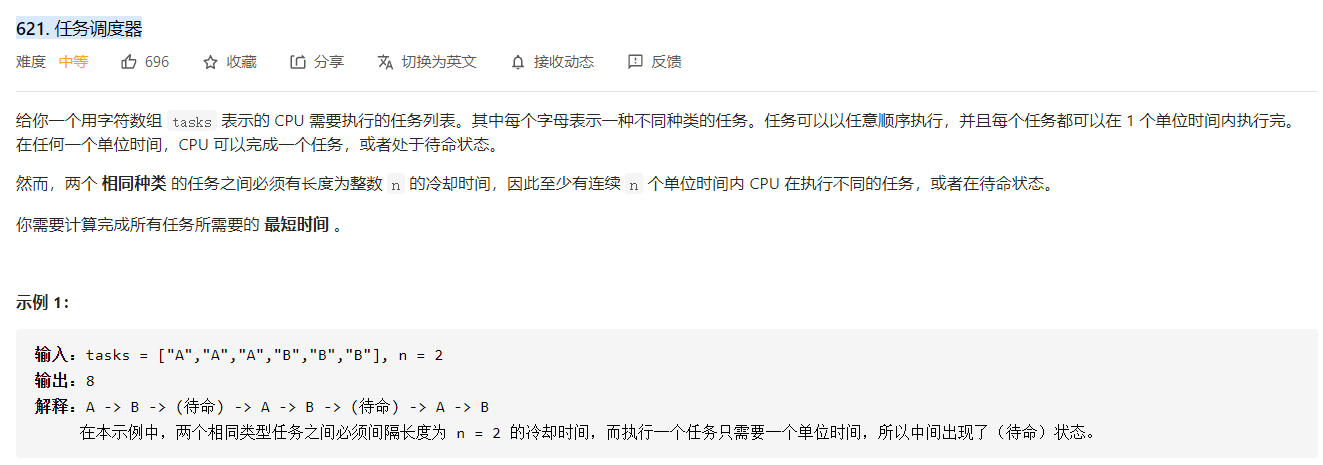 621. 任务调度器
难度 中等 696 收藏 分享 切换为英文 接收动态 反馈
给你一个用字符数组 tasks 表示的 CPU 需要执行的任务列表。其中每个字母表示一种不同种类的任务。任务可以以任意顺序执行，并且每个任务都可以在 1 个单位时间内执行完。
在任何一个单位时间，CPU 可以完成一个任务，或者处于待命状态。
然而，两个 相同种类 的任务之间必须有长度为整数 n 的冷却时间，因此至少有连续 n 个单位时间内 CPU 在执行不同的任务，或者在待命状态。
你需要计算完成所有任务所需要的 最短时间 。
示例 1：
输入：tasks = ["A","A","A","B","B","B"], n = 2
输出：8
解释：A -> B -> (待命) -> A -> B -> (待命) -> A -> B
在本示例中，两个相同类型任务之间必须间隔长度为 n = 2 的冷却时间，而执行一个任务只需要一个单位时间，所以中间出现了（待命）状态。